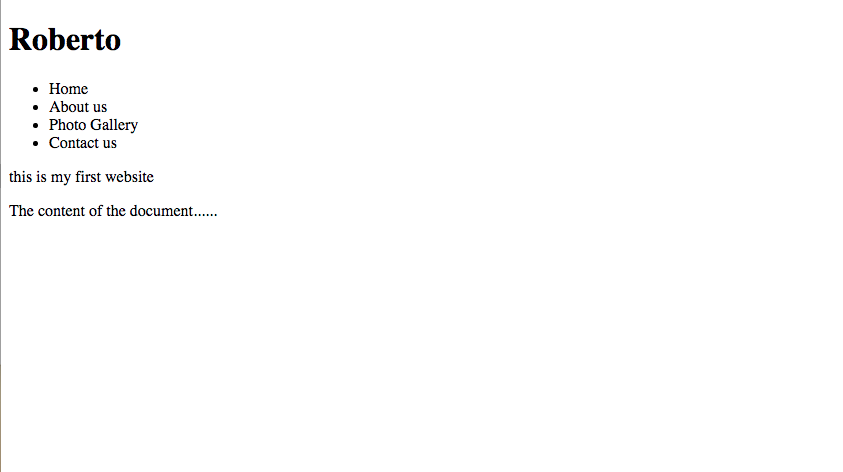 Roberto
Home
About us
Photo Gallery
Contact us
this is my first website
The content of the document......